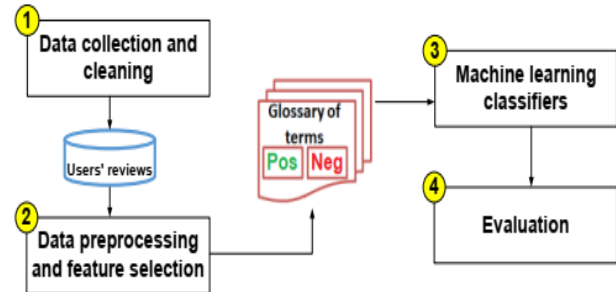 1
Data collection and
cleaning
Users' reviews
2
Data preprocessing
and feature selection
Glossary of
terms
Pos Neg
3
Machine learning
classifiers
4
Evaluation